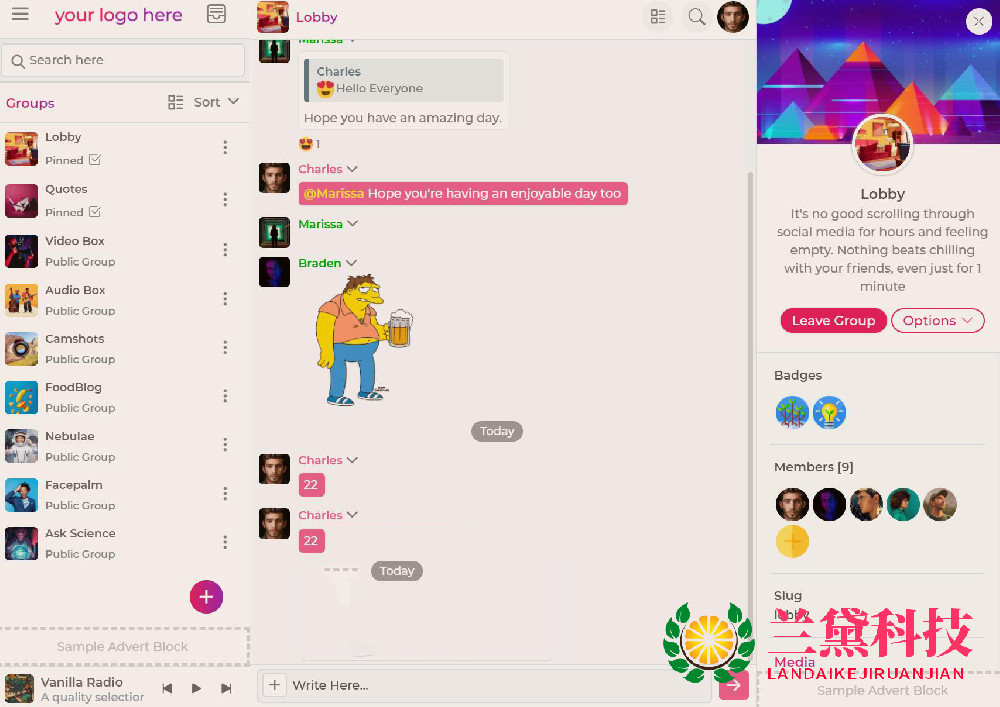 your logo here
Search here
Groups
Sort
Lobby
Pinned
Quotes
Pinned
Video Box
Public Group
Audio Box
Public Group
Camshots
Public Group
FoodBlog
Public Group
Nebulae
Public Group
Facepalm
Public Group
Ask Science
Public Group
Sample Advert Block
Vanilla Radio
A quality selection
Lobby
Marissa
Charles
Hello Everyone
Hope you have an amazing day.
1
Charles
@Marissa Hope you're having an enjoyable day too
Marissa
Braden
Today
Charles
22
Charles
22
Today
Write Here...
Lobby
It's no good scrolling through
social media for hours and feeling
empty. Nothing beats chilling
with your friends, even just for 1
minute
Leave Group
Options
Badges
Members [9]
Slug
lobby
兰黛科技
Media
LANDAIKEJIRUANJIAN
Sample Advert Block